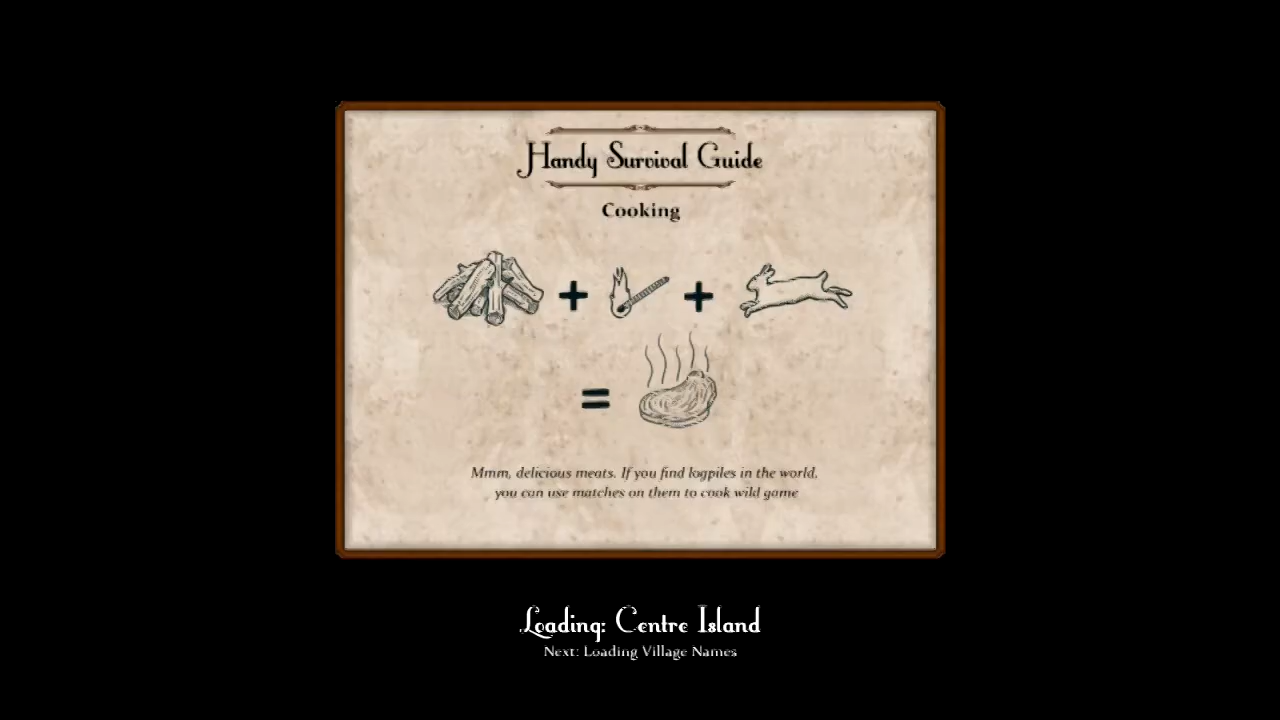 Handy Survival Guide
Cooking
+ +
=
Mmm, delicious meats. If you find logpiles in the world,
you can use matches on them to cook wild game
Loading: Centre Island
Next: Loading Village Names